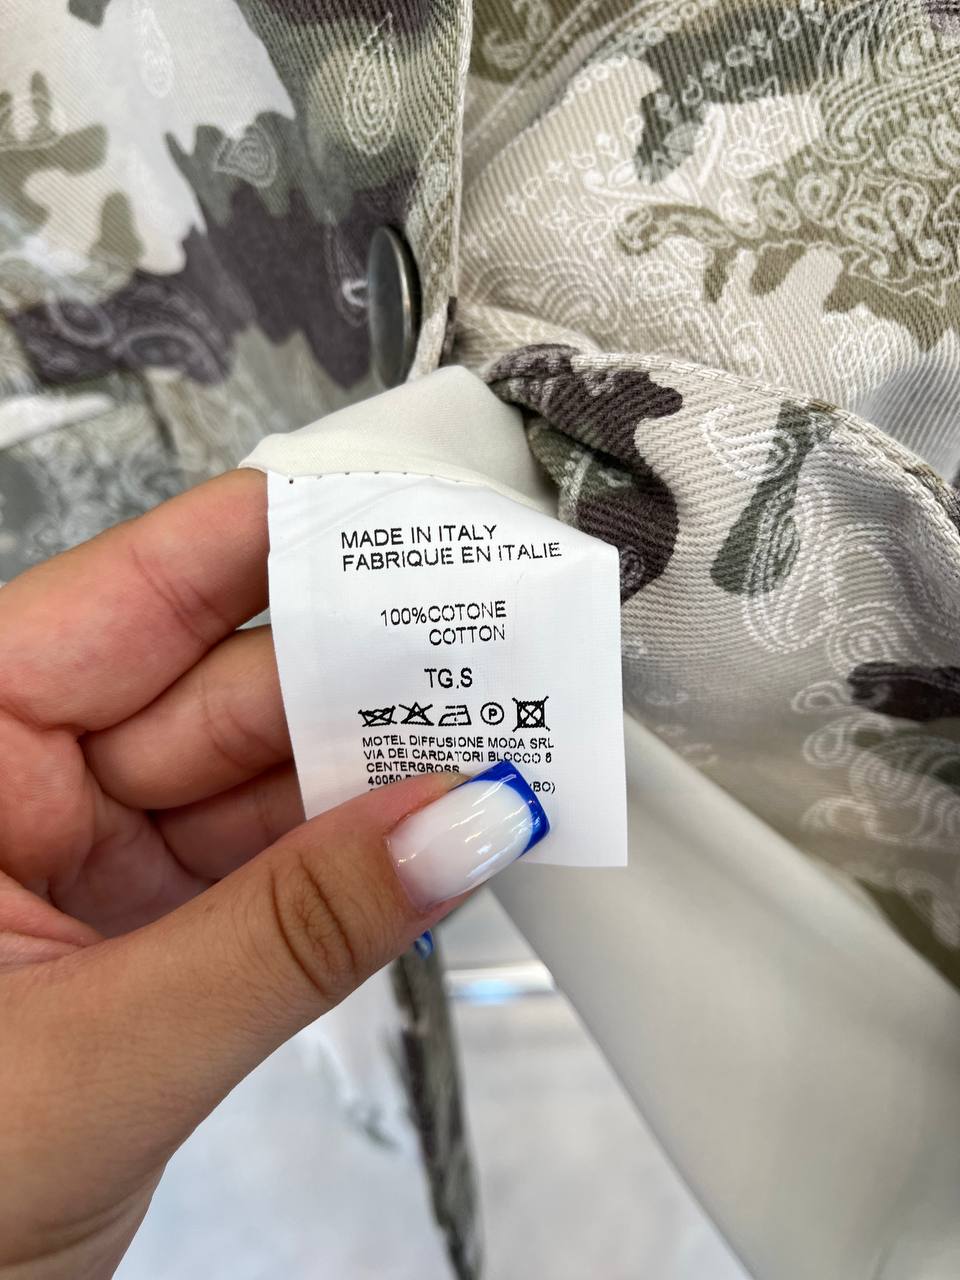 MADE IN ITALY
FABRIQUE EN ITALIE
100%COTONE
COTTON
TG.S
P
MOTEL DIFFUSIONE MODA SRL
VIA DEI CARDATORI BLOCCO 8
CENTERGROSS
40050
(BO)